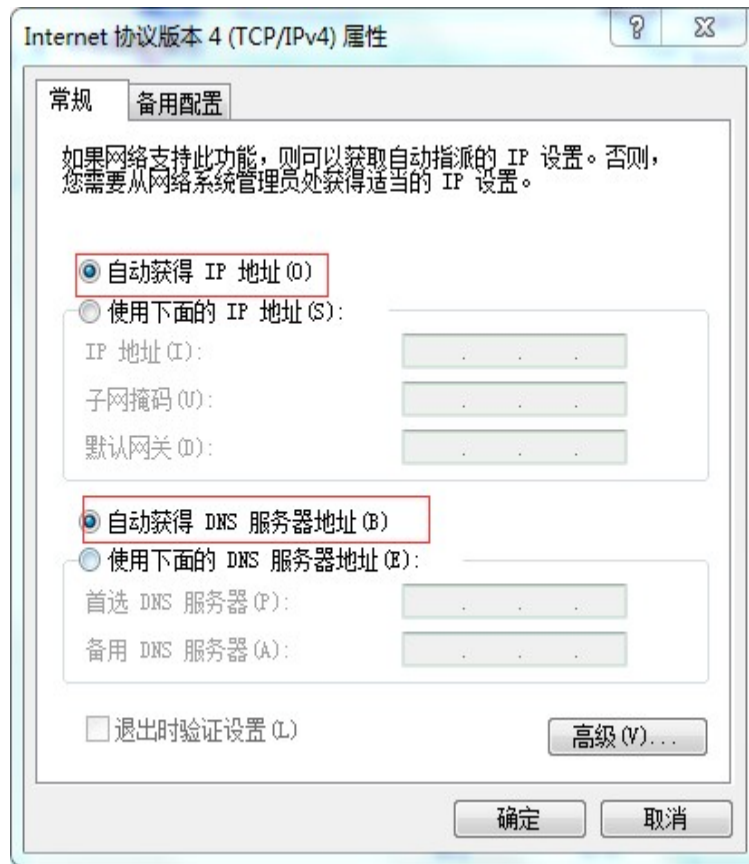 Internet 协议版本 4 (TCP/IPv4) 属性
常规
备用配置
如果网络支持此功能，则可以获取自动指派的 IP 设置。否则，
您需要从网络系统管理员处获得适当的 IP 设置。
自动获得 IP 地址(O)
使用下面的 IP 地址(S):
IP 地址(I):
子网掩码(U):
默认网关(D):
自动获得 DNS 服务器地址(B)
使用下面的 DNS 服务器地址(E):
首选 DNS 服务器(P):
备用 DNS 服务器(A):
退出时验证设置(L)
高级(V)...
确定
取消